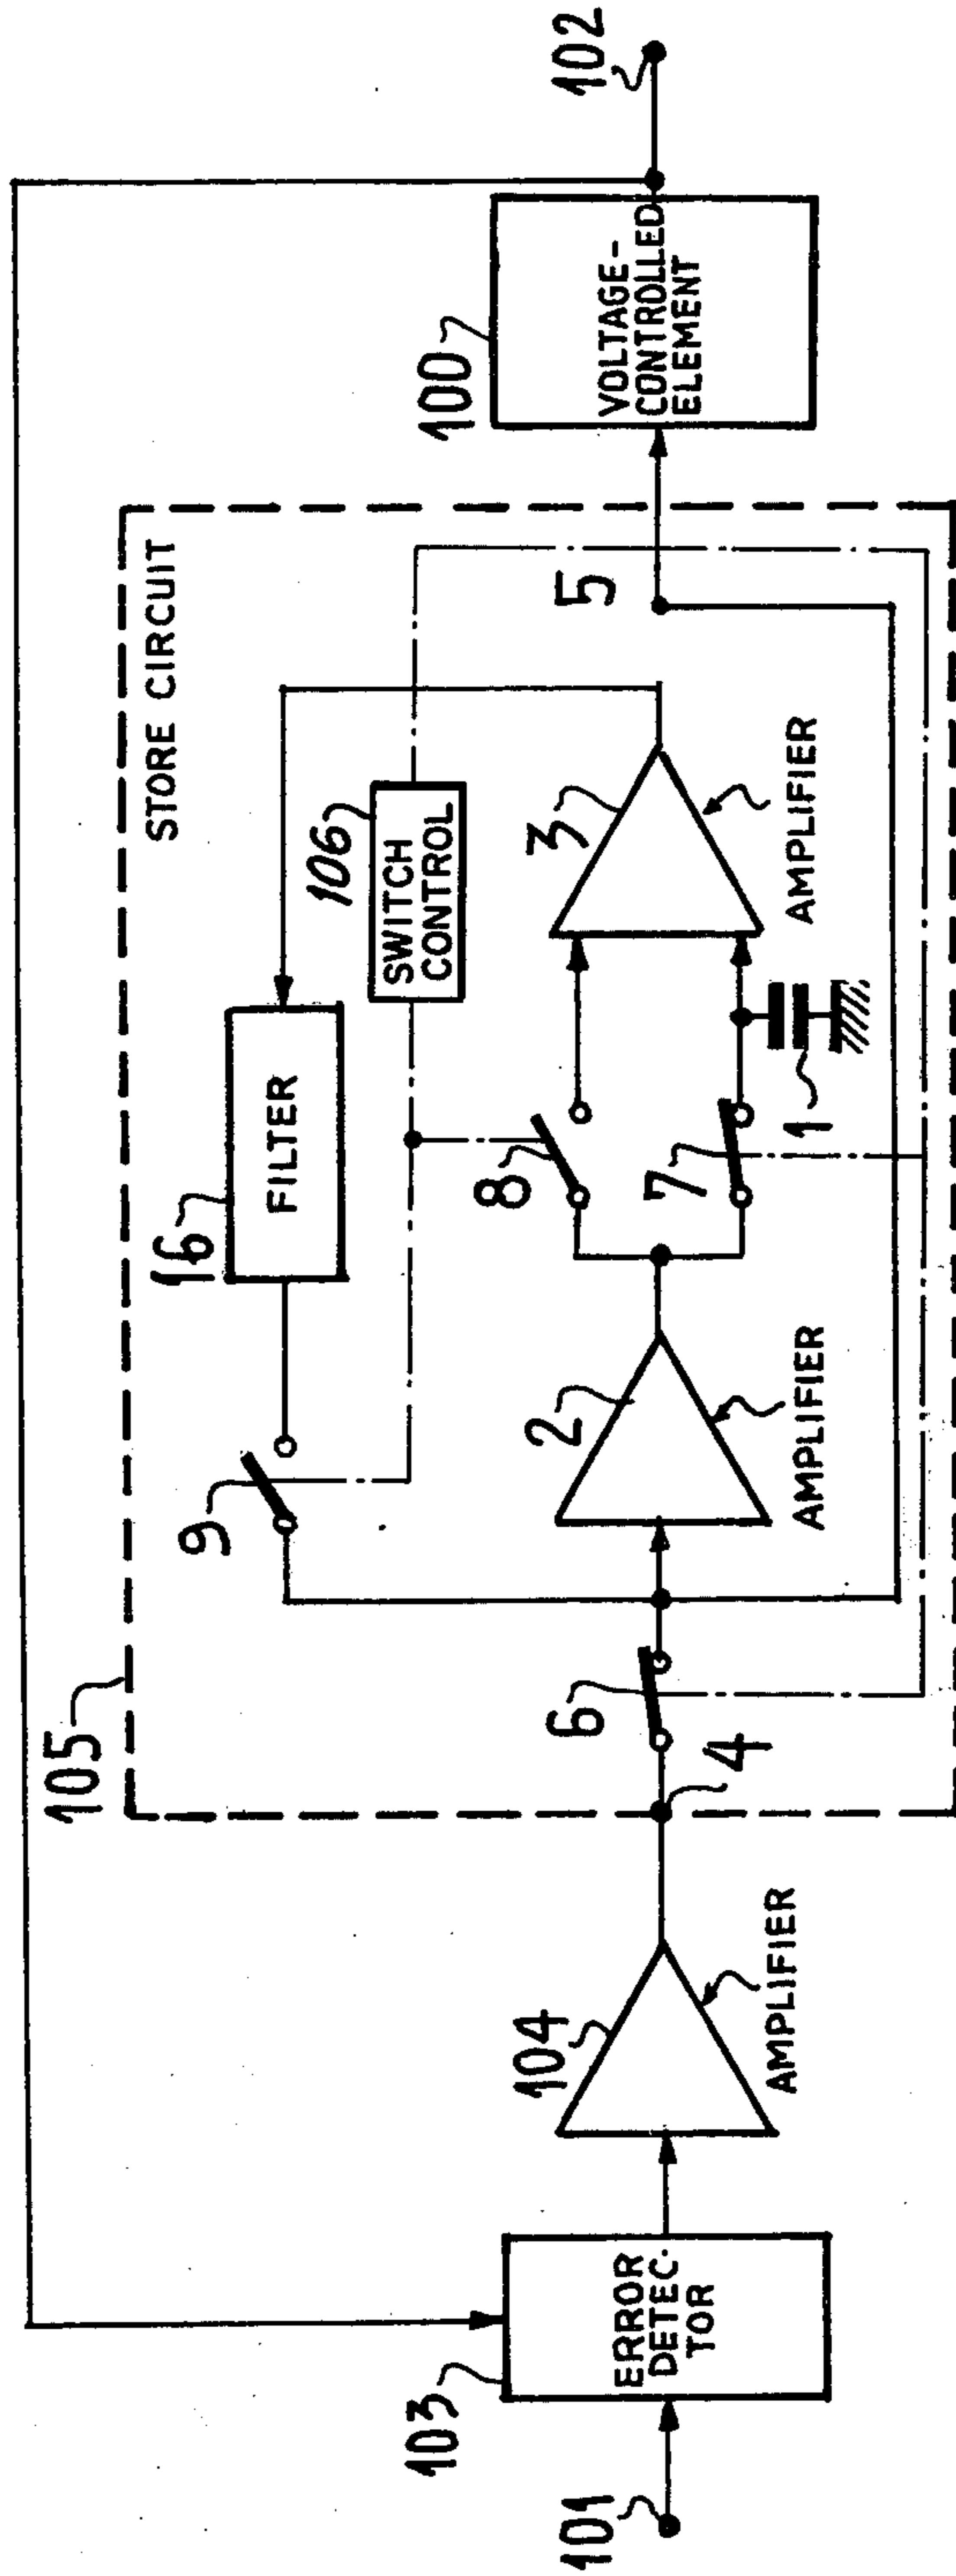 102
100
VOLTAGE-
CONTROLLED
ELEMENT
STORE CIRCUIT
5
106
SWITCH
CONTROL
3
AMPLIFIER
16
FILTER
8
7
1
9
2
AMPLIFIER
6
4
105
104
AMPLIFIER
103
ERROR
DETEC-
TOR
101